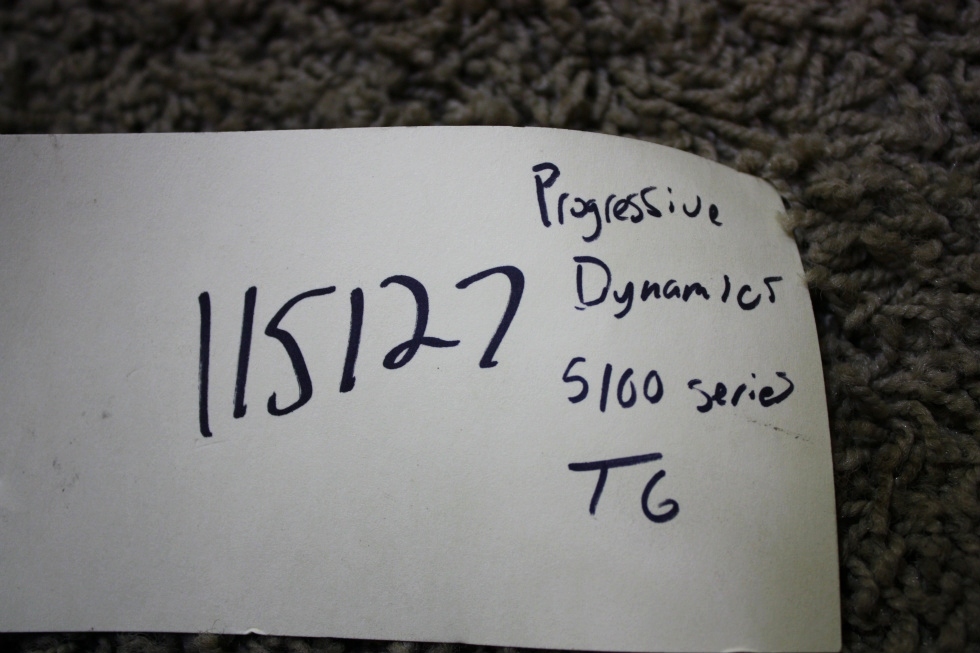 115127
Progressive
Dynamics
5100 series
TG